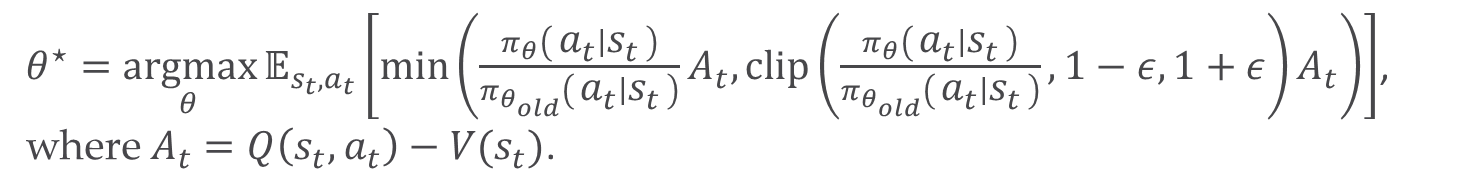 θ⋆ = argmax_θ 𝔼_{s_t,a_t} [min(π_θ(a_t|s_t)/π_{θ_old}(a_t|s_t) A_t, clip(π_θ(a_t|s_t)/π_{θ_old}(a_t|s_t), 1 − ϵ, 1 + ϵ) A_t)],
where A_t = Q(s_t, a_t) − V(s_t).